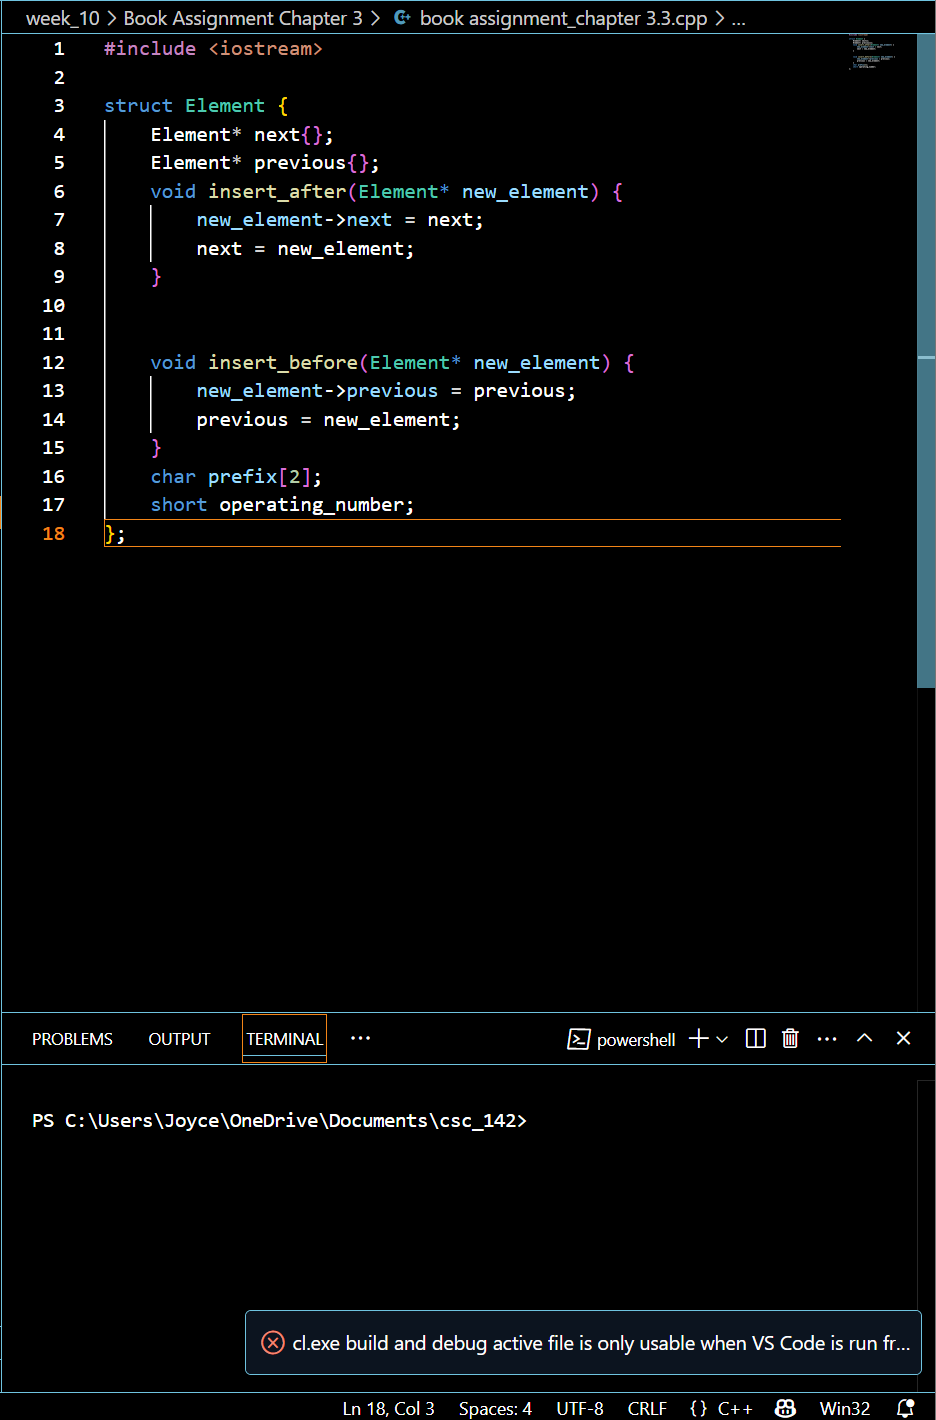 week_10 > Book Assignment Chapter 3 > book assignment_chapter 3.3.cpp > ...
1 #include <iostream>
2
3 struct Element {
4     Element* next{};
5     Element* previous{};
6     void insert_after(Element* new_element) {
7         new_element->next = next;
8         next = new_element;
9     }
10
11
12     void insert_before(Element* new_element) {
13         new_element->previous = previous;
14         previous = new_element;
15     }
16     char prefix[2];
17     short operating_number;
18 };
PROBLEMS OUTPUT TERMINAL ... powershell
PS C:\Users\Joyce\OneDrive\Documents\csc_142>
cl.exe build and debug active file is only usable when VS Code is run fr...
Ln 18, Col 3 Spaces: 4 UTF-8 CRLF {} C++ Win32